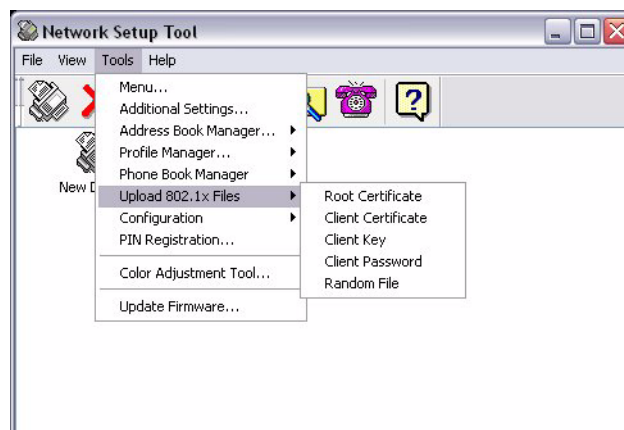 Network Setup Tool
File View Tools Help
Menu...
Additional Settings...
Address Book Manager...
Profile Manager...
Phone Book Manager
New
Upload 802.1x Files
Root Certificate
Configuration
Client Certificate
PIN Registration...
Client Key
Client Password
Color Adjustment Tool...
Random File
Update Firmware...